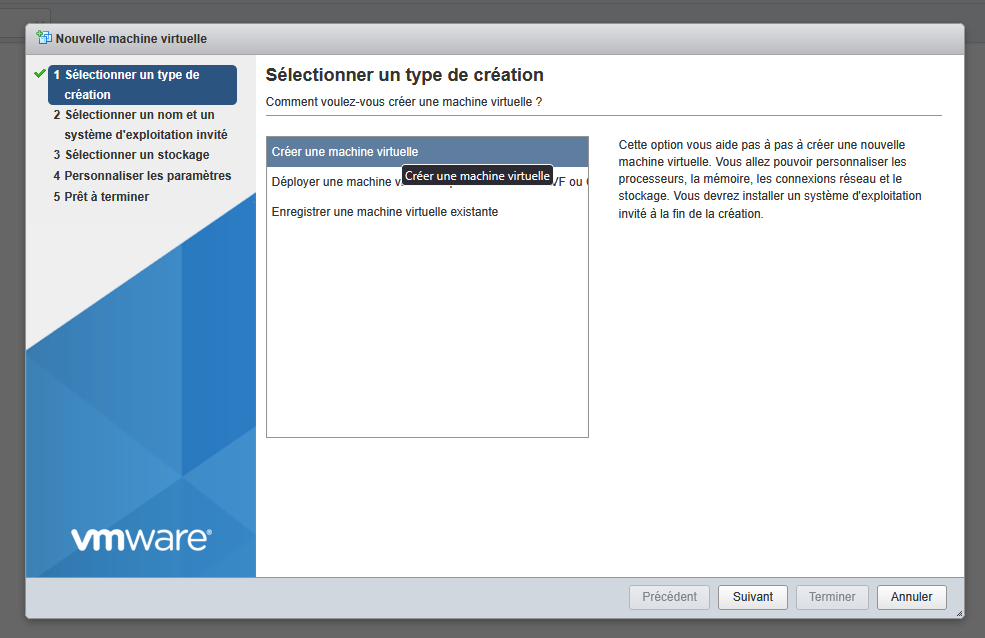 Nouvelle machine virtuelle
1 Sélectionner un type de
création
2 Sélectionner un nom et un
système d'exploitation invité
3 Sélectionner un stockage
4 Personnaliser les paramètres
5 Prêt à terminer
vmware®
Sélectionner un type de création
Comment voulez-vous créer une machine virtuelle ?
Créer une machine virtuelle
Déployer une machine VF ou
Créer une machine virtuelle
Enregistrer une machine virtuelle existante
Cette option vous aide pas à pas à créer une nouvelle
machine virtuelle. Vous allez pouvoir personnaliser les
processeurs, la mémoire, les connexions réseau et le
stockage. Vous devrez installer un système d'exploitation
invité à la fin de la création.
Précédent
Suivant
Terminer
Annuler